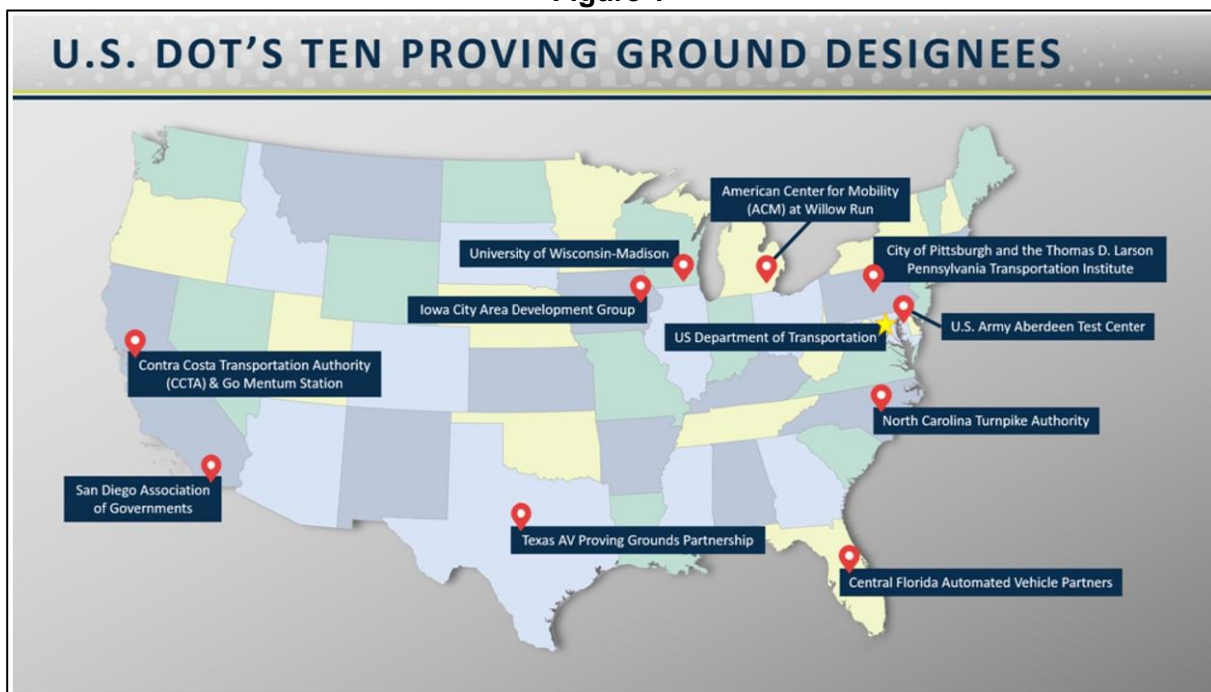 U.S. DOT'S TEN PROVING GROUND DESIGNEES
American Center for Mobility
(ACM) at Willow Run
University of Wisconsin-Madison
City of Pittsburgh and the Thomas D. Larson
Pennsylvania Transportation Institute
Iowa City Area Development Group
US Department of Transportation
U.S. Army Aberdeen Test Center
Contra Costa Transportation Authority
(CCTA) & Go Mentum Station
North Carolina Turnpike Authority
San Diego Association
of Governments
Texas AV Proving Grounds Partnership
Central Florida Automated Vehicle Partners